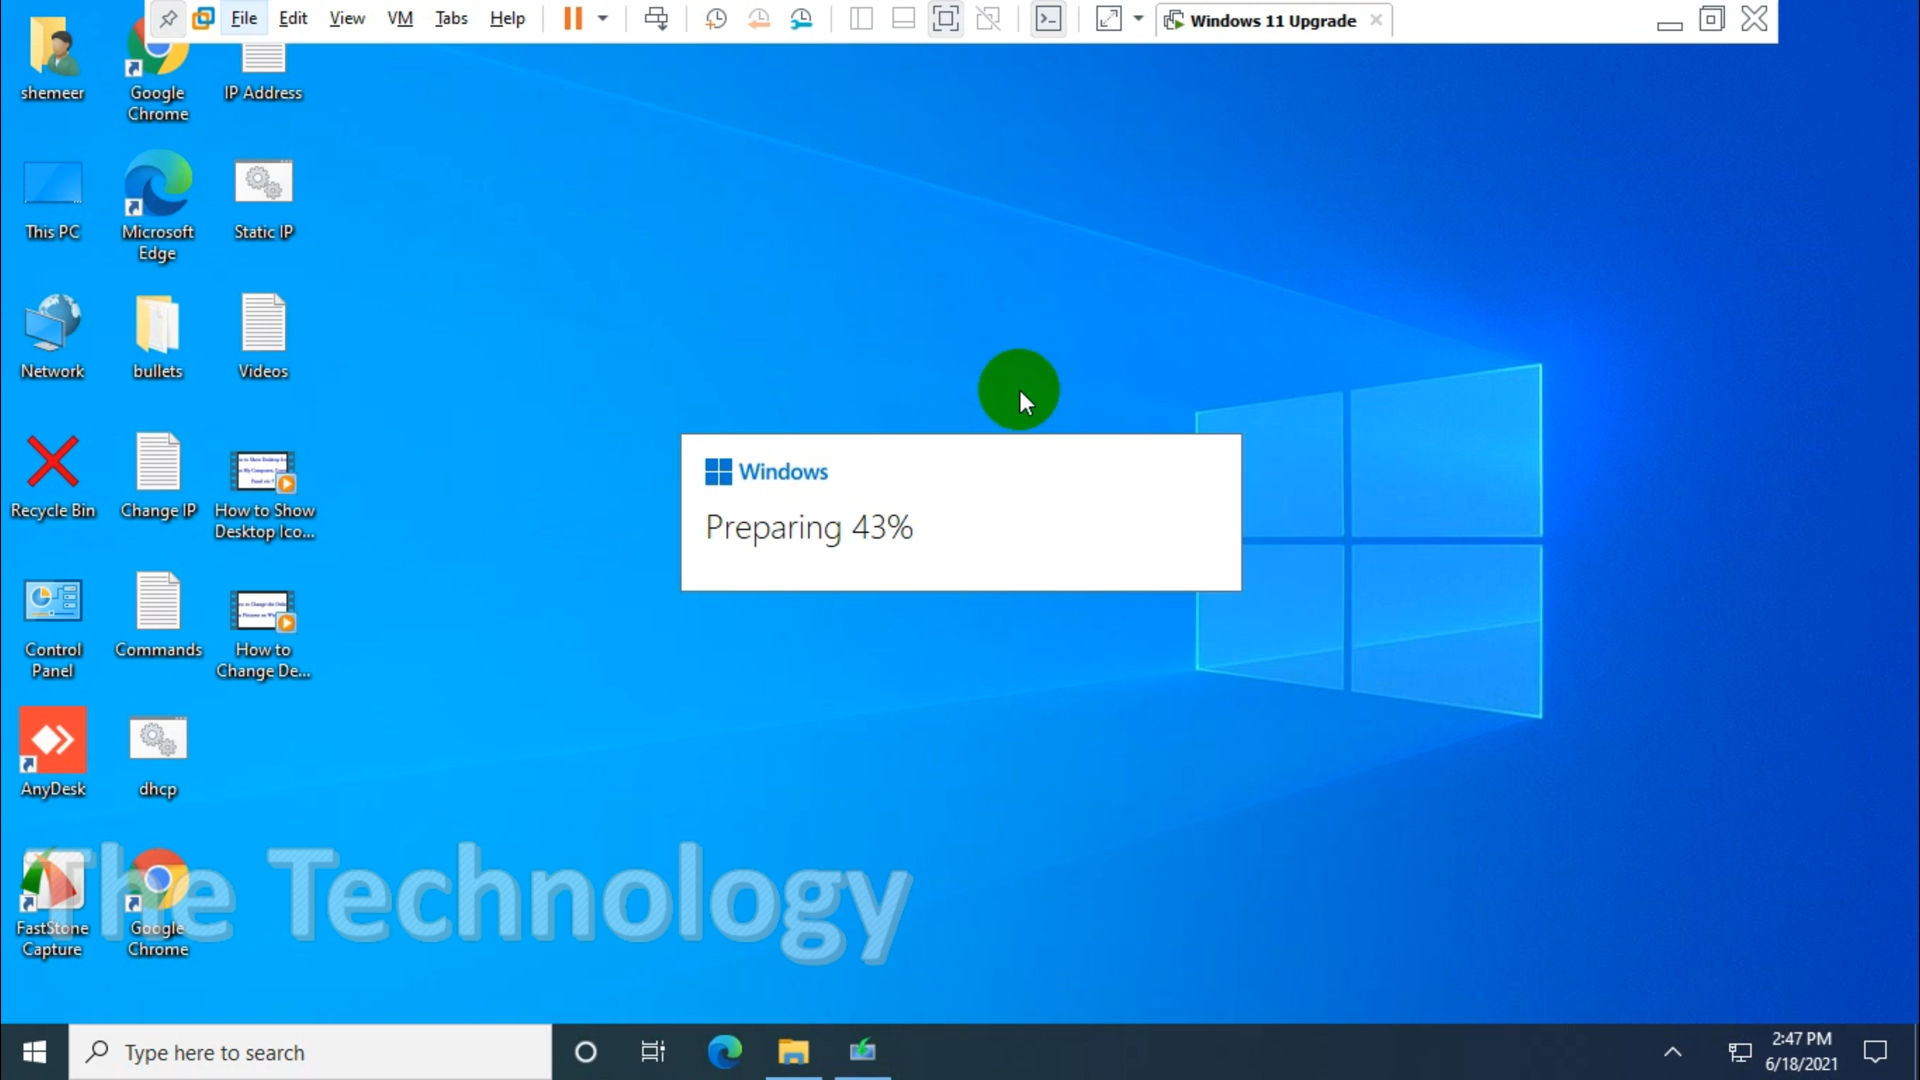 File Edit View VM Tabs Help
Windows 11 Upgrade
shemeer
Google
Chrome
IP Address
This PC
Microsoft
Edge
Static IP
Network
bullets
Videos
Recycle Bin
Change IP
How to Show
Desktop Ico...
Control
Panel
Commands
How to
Change De...
AnyDesk
dhcp
FastStone
Capture
Google
Chrome
Windows
Preparing 43%
The Technology
Type here to search
2:47 PM
6/18/2021